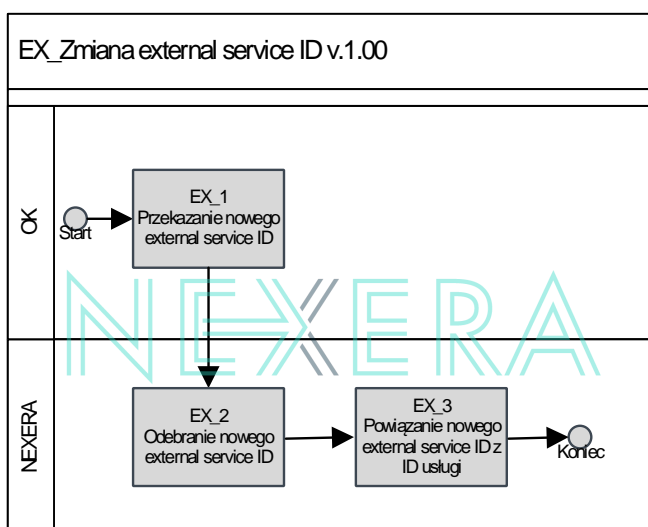 EX_Zmiana external service ID v.1.00
OK
Start
EX_1
Przekazanie nowego
external service ID
NEXERA
NEXERA
EX_2
Odebranie nowego
external service ID
EX_3
Powiązanie nowego
external service ID z
ID usługi
Koniec